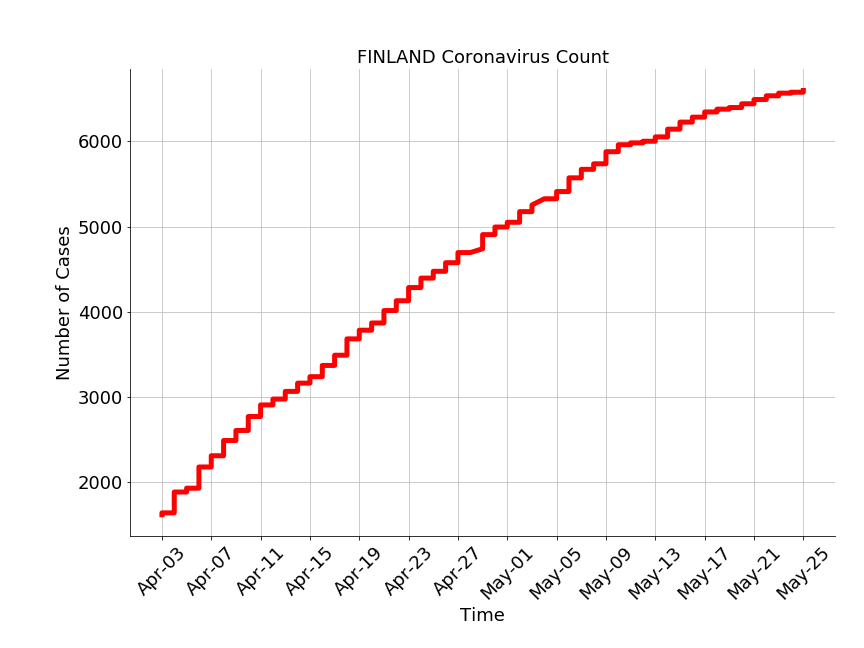 FINLAND Coronavirus Count
Number of Cases
6000
5000
4000
3000
2000
Apr-03
Apr-07
Apr-11
Apr-15
Apr-19
Apr-23
Apr-27
May-01
May-05
May-09
May-13
May-17
May-21
May-25
Time